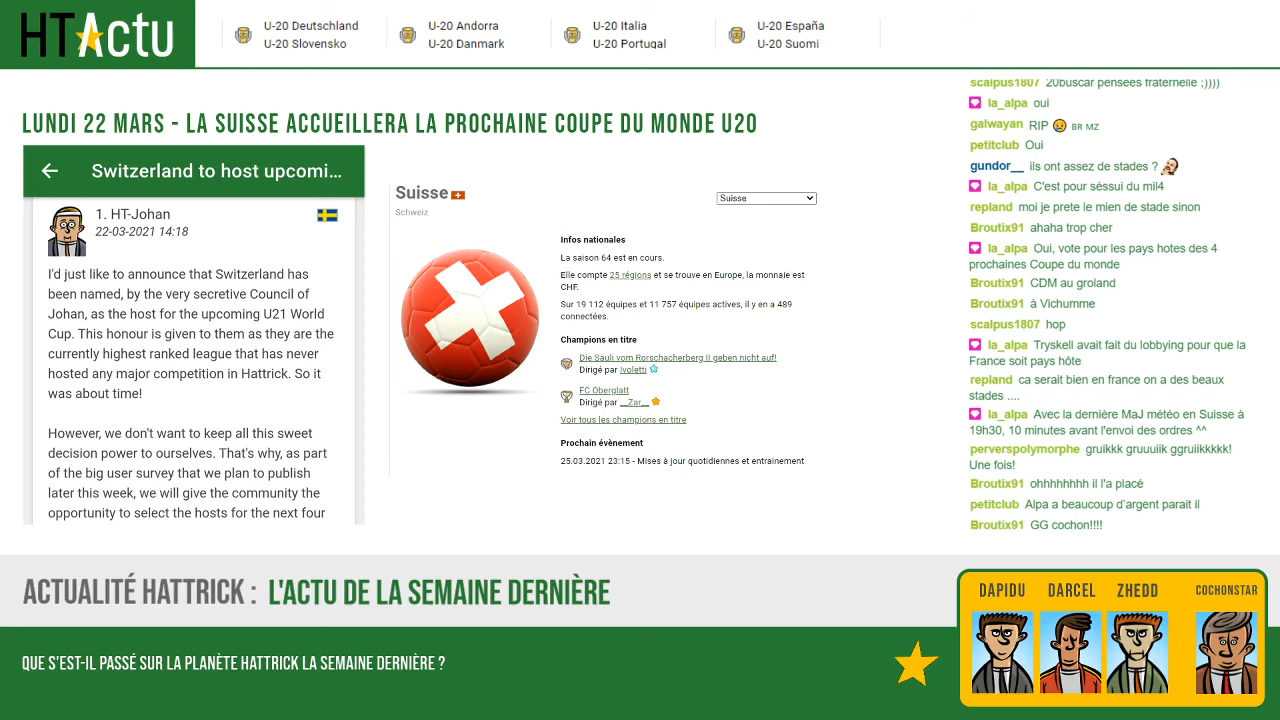 HTActu
U-20 Deutschland
U-20 Slovensko
U-20 Andorra
U-20 Danmark
U-20 Italia
U-20 Portugal
U-20 España
U-20 Suomi
LUNDI 22 MARS - LA SUISSE ACCUEILLERA LA PROCHAINE COUPE DU MONDE U20
Switzerland to host upcomi...
1. HT-Johan
22-03-2021 14:18
I'd just like to announce that Switzerland has
been named, by the very secretive Council of
Johan, as the host for the upcoming U21 World
Cup. This honour is given to them as they are the
currently highest ranked league that has never
hosted any major competition in Hattrick. So it
was about time!
However, we don't want to keep all this sweet
decision power to ourselves. That's why, as part
of the big user survey that we plan to publish
later this week, we will give the community the
opportunity to select the hosts for the next four
Suisse
Schweiz
Suisse
Infos nationales
La saison 64 est en cours.
Elle compte 25 régions et se trouve en Europe, la monnaie est
CHF.
Sur 19 112 équipes et 11 757 équipes actives, il y en a 489
connectées.
Champions en titre
Die Säuli vom Rorschacherberg II geben nicht auf!
Dirigé par Ivoletti
FC Oberglatt
Dirigé par __Zar__
Voir tous les champions en titre
Prochain évènement
25.03.2021 23:15 - Mises à jour quotidiennes et entrainement
scalpus1807 20buscar pensees fraternelle ;))))
la_alpa oui
galwayan RIP BR MZ
petitclub Oui
gundor__ ils ont assez de stades ?
la_alpa C'est pour séssui du mil4
repland moi je prete le mien de stade sinon
Broutix91 ahaha trop cher
la_alpa Oui, vote pour les pays hotes des 4
prochaines Coupe du monde
Broutix91 CDM au groland
Broutix91 à Vichumme
scalpus1807 hop
la_alpa Tryskell avait fait du lobbying pour que la
France soit pays hôte
repland ca serait bien en france on a des beaux
stades ....
la_alpa Avec la dernière MaJ météo en Suisse à
19h30, 10 minutes avant l'envoi des ordres ^^
perverspolymorphe gruikkk gruuuiik ggruiikkkkk!
Une fois!
Broutix91 ohhhhhhhh il l'a placé
petitclub Alpa a beaucoup d'argent parait il
Broutix91 GG cochon!!!!
ACTUALITÉ HATTRICK : L'ACTU DE LA SEMAINE DERNIÈRE
QUE S'EST-IL PASSÉ SUR LA PLANÈTE HATTRICK LA SEMAINE DERNIÈRE ?
DAPIDU
DARCEL
ZHEDD
COCHONSTAR